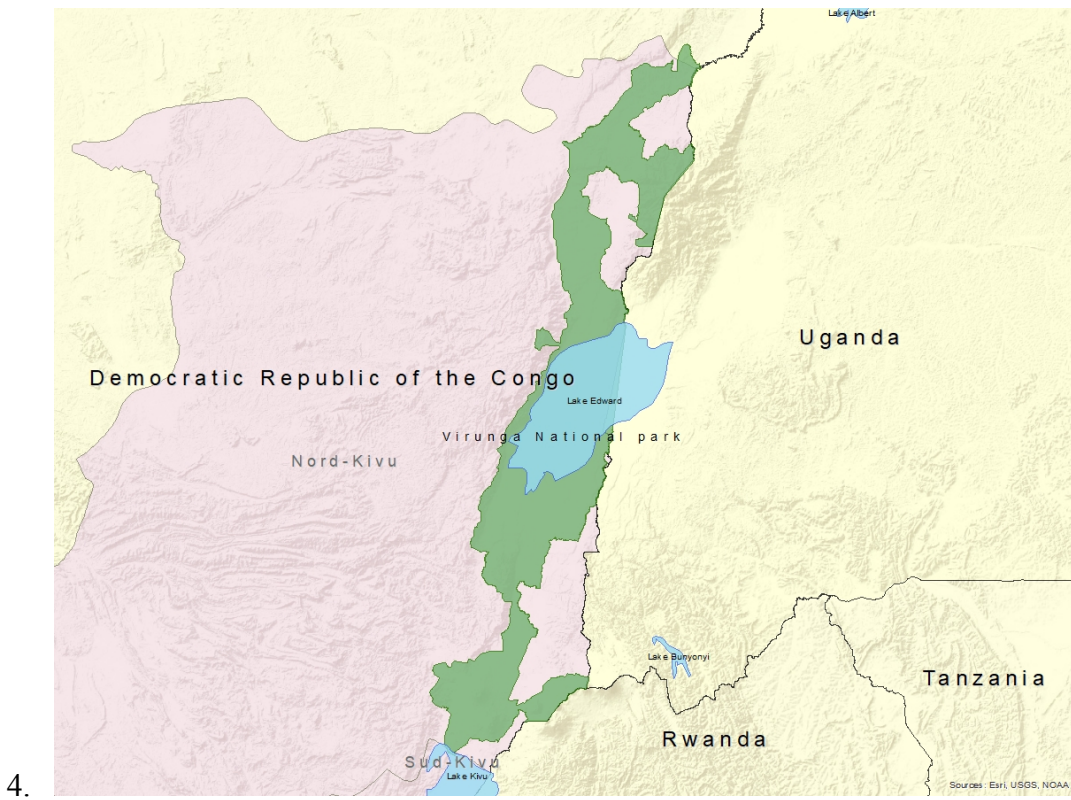 Lake Albert
Uganda
Democratic Republic of the Congo
Lake Edward
Virunga National park
Nord-Kivu
Lake Bunyonyi
Tanzania
Rwanda
Sud-Kivu
Lake Kivu
Sources: Esri, USGS, NOAA
4.